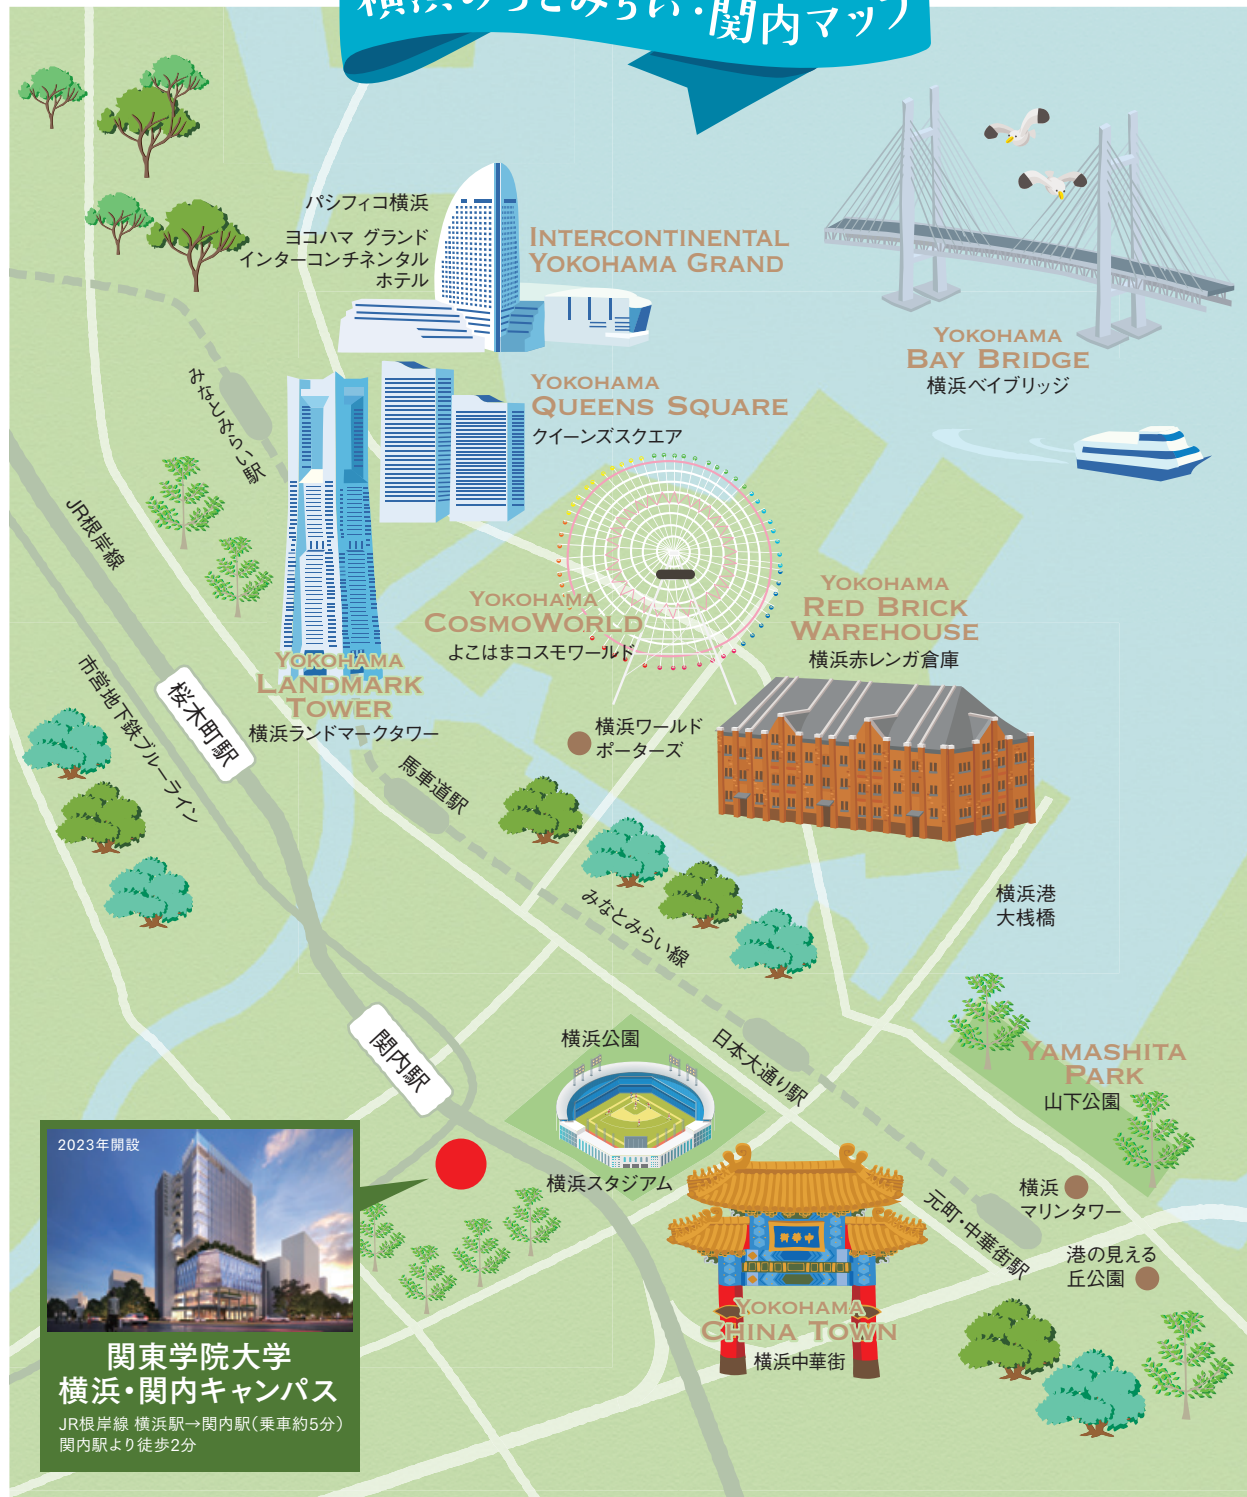 横浜みなとみらい・関内マップ
パシフィコ横浜
ヨコハマ グランド
インターコンチネンタル
ホテル
INTERCONTINENTAL
YOKOHAMA GRAND
YOKOHAMA
BAY BRIDGE
横浜ベイブリッジ
みなとみらい駅
YOKOHAMA
QUEENS SQUARE
クイーンズスクエア
JR根岸線
YOKOHAMA
COSMOWORLD
よこはまコスモワールド
YOKOHAMA
RED BRICK
WAREHOUSE
横浜赤レンガ倉庫
YOKOHAMA
LANDMARK
TOWER
横浜ランドマークタワー
市営地下鉄ブルーライン
桜木町駅
横浜ワールド
ポーターズ
馬車道駅
みなとみらい線
横浜港
大桟橋
関内駅
横浜公園
日本大通り駅
横浜スタジアム
YAMASHITA
PARK
山下公園
横浜
マリンタワー
元町・中華街駅
港の見える
丘公園
中華街
YOKOHAMA
CHINA TOWN
横浜中華街
2023年開設
関東学院大学
横浜・関内キャンパス
JR根岸線 横浜駅→関内駅（乗車約5分）
関内駅より徒歩2分